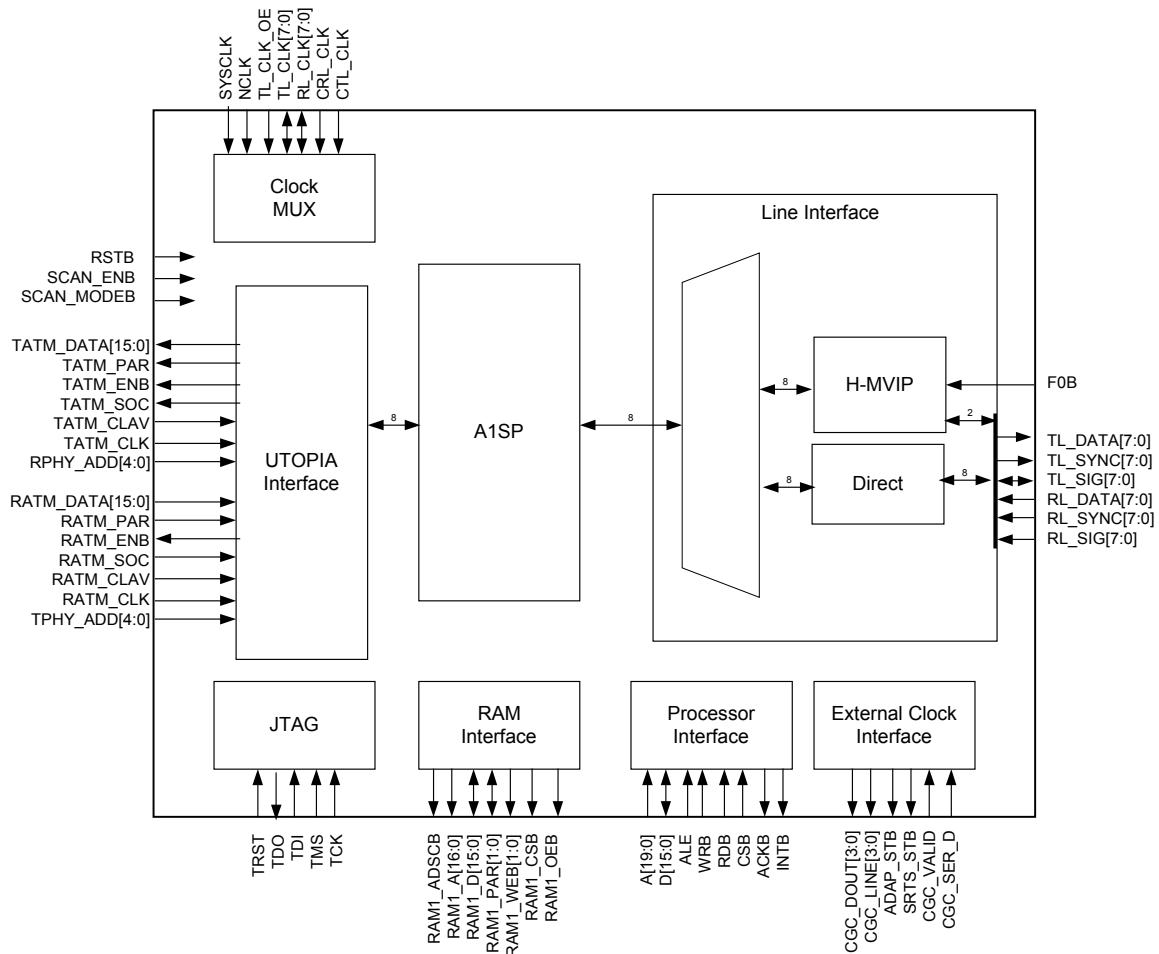 SYSCLK
NCLK
TL_CLK_OE
TL_CLK[7:0]
RL_CLK[7:0]
CRL_CLK
CTL_CLK
Clock
MUX
Line Interface
RSTB
SCAN_ENB
SCAN_MODEB
TATM_DATA[15:0]
TATM_PAR
TATM_ENB
TATM_SOC
TATM_CLAV
TATM_CLK
RPHY_ADD[4:0]
RATM_DATA[15:0]
RATM_PAR
RATM_ENB
RATM_SOC
RATM_CLAV
RATM_CLK
TPHY_ADD[4:0]
UTOPIA
Interface
8
A1SP
8
8
H-MVIP
2
8
Direct
8
F0B
TL_DATA[7:0]
TL_SYNC[7:0]
TL_SIG[7:0]
RL_DATA[7:0]
RL_SYNC[7:0]
RL_SIG[7:0]
JTAG
RAM
Interface
Processor
Interface
External Clock
Interface
TRST
TDO
TDI
TMS
TCK
RAM1_ADSCB
RAM1_A[16:0]
RAM1_D[15:0]
RAM1_PAR[1:0]
RAM1_WEB[1:0]
RAM1_CSB
RAM1_OEB
A[19:0]
D[15:0]
ALE
WRB
RDB
CSB
ACKB
INTB
CGC_DOUT[3:0]
CGC_LINE[3:0]
ADAP_STB
SRTS_STB
CGC_VALID
CGC_SER_D